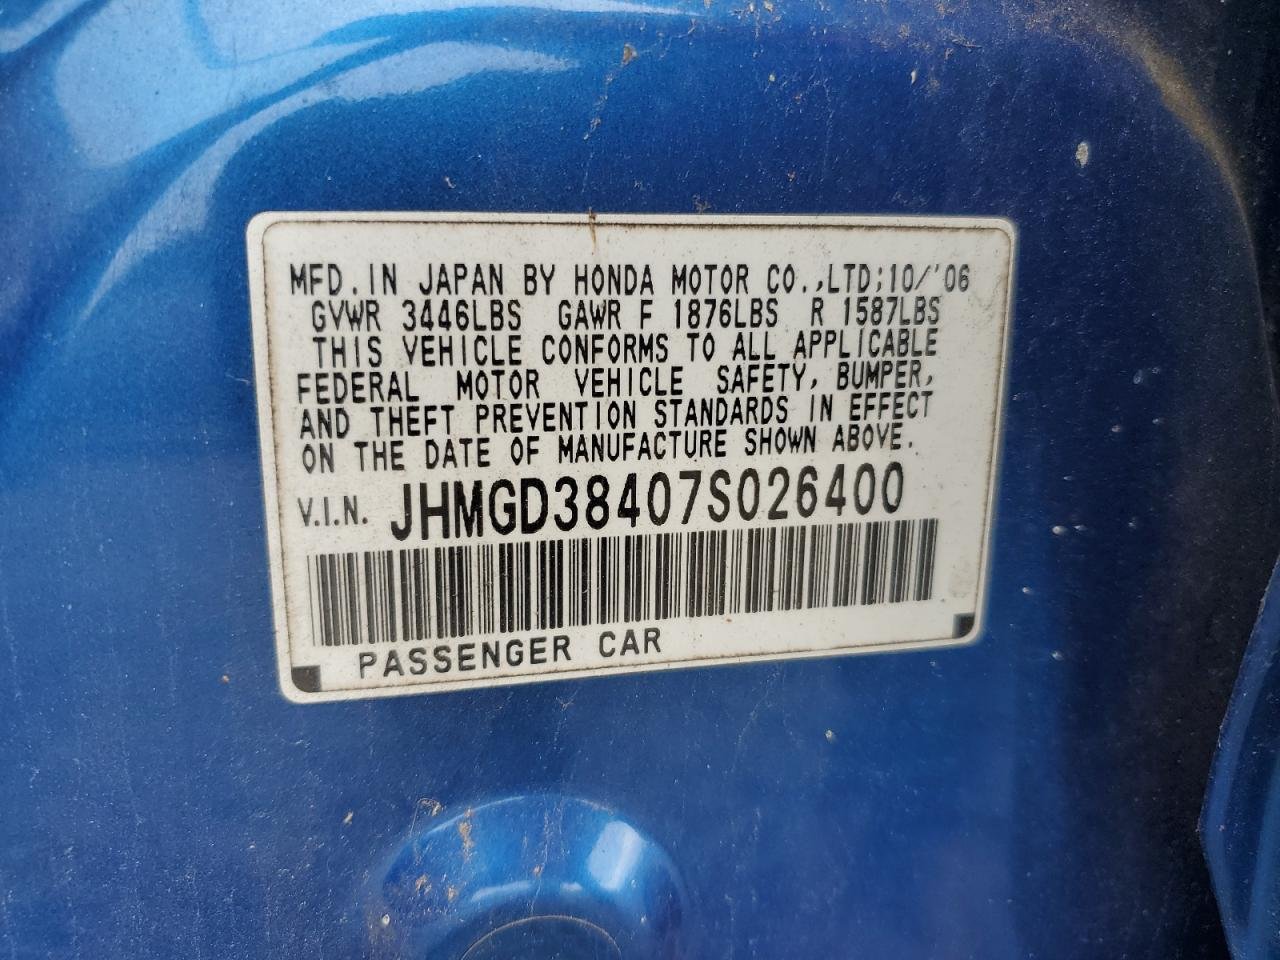 MFD. IN JAPAN BY HONDA MOTOR CO.,LTD;10/'06
GVWR 3446LBS GAWR F 1876LBS R 1587LBS
THIS VEHICLE CONFORMS TO ALL APPLICABLE
FEDERAL MOTOR VEHICLE SAFETY, BUMPER,
AND THEFT PREVENTION STANDARDS IN EFFECT
ON THE DATE OF MANUFACTURE SHOWN ABOVE.
V.I.N. JHMGD38407S026400
PASSENGER CAR